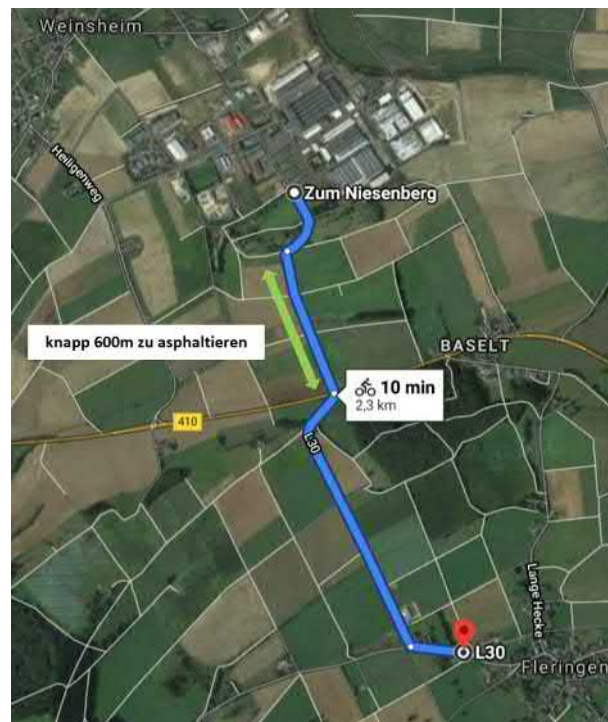 Weinsheim
Heiligenweg
Zum Niesenberg
knapp 600m zu asphaltieren
BASELT
10 min
2,3 km
410
L30
Lange Hecke
L30
Fleringen